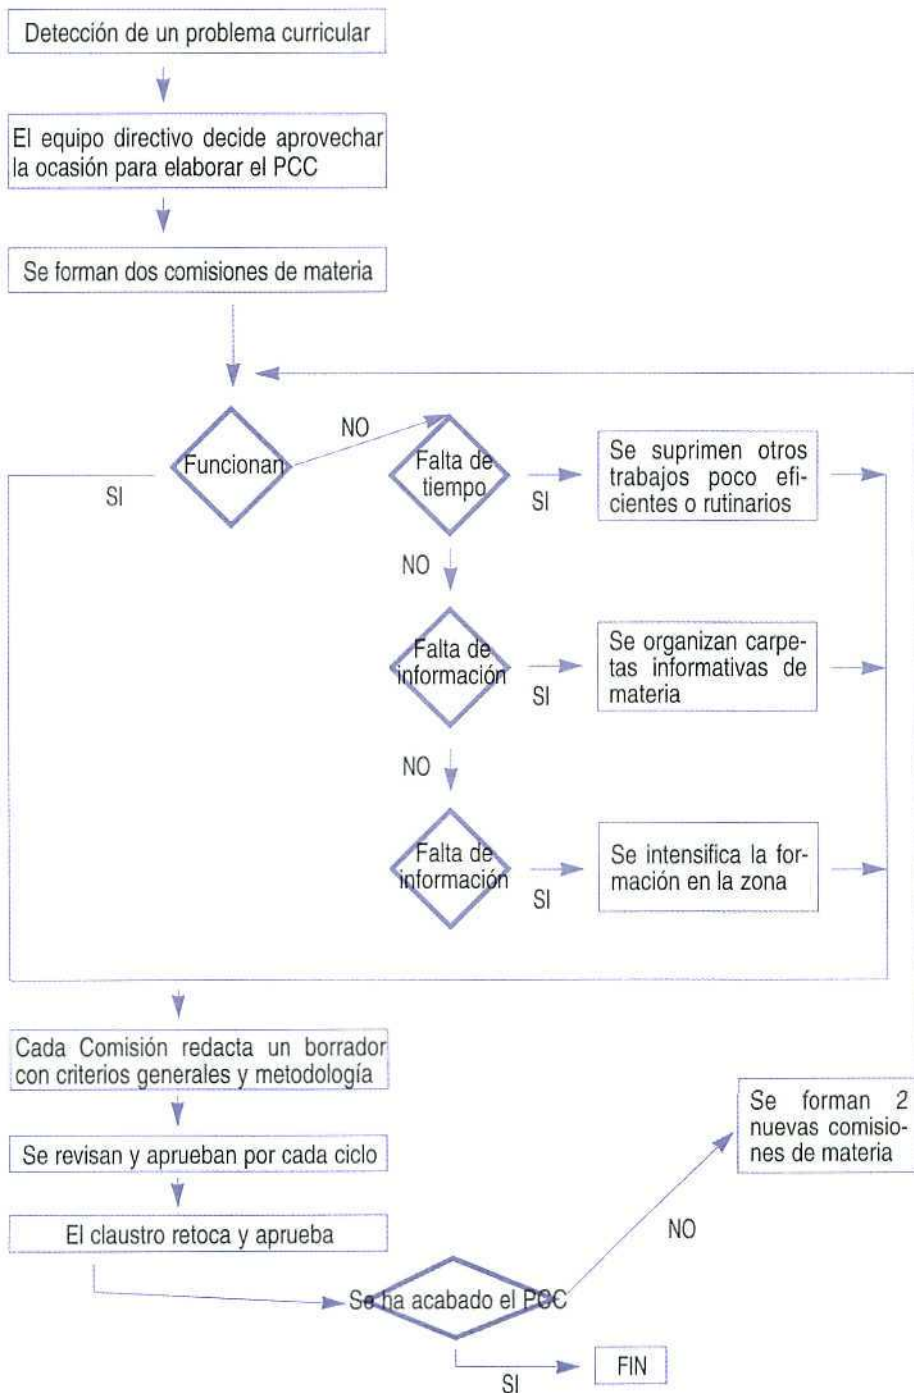 Detección de un problema curricular
El equipo directivo decide aprovechar
la ocasión para elaborar el PCC
Se forman dos comisiones de materia
Funcionan
NO
SI
Falta de
tiempo
SI
Se suprimen otros
trabajos poco efi-
cientes o rutinarios
NO
Falta de
información
SI
Se organizan carpe-
tas informativas de
materia
NO
Falta de
información
SI
Se intensifica la for-
mación en la zona
Cada Comisión redacta un borrador
con criterios generales y metodología
Se revisan y aprueban por cada ciclo
El claustro retoca y aprueba
Se ha acabado el PCC
NO
Se forman 2
nuevas comisio-
nes de materia
SI
FIN